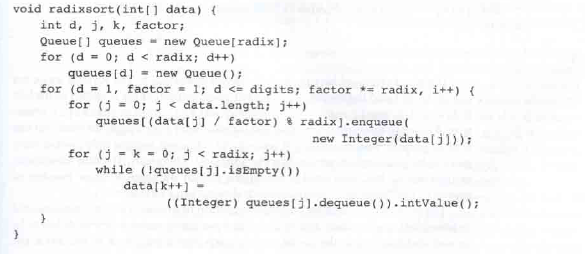 void radixsort(int[] data) {
    int d, j, k, factor;
    Queue[] queues = new Queue[radix];
    for (d = 0; d < radix; d++)
        queues[d] = new Queue();
    for (d = 1, factor = 1; d <= digits; factor *= radix, i++) {
        for (j = 0; j < data.length; j++)
            queues[(data[j] / factor) % radix].enqueue(
                                        new Integer(data[j]));
        for (j = k = 0; j < radix; j++)
            while (!queues[j].isEmpty())
                data[k++] =
                    ((Integer) queues[j].dequeue()).intValue();
    }
}